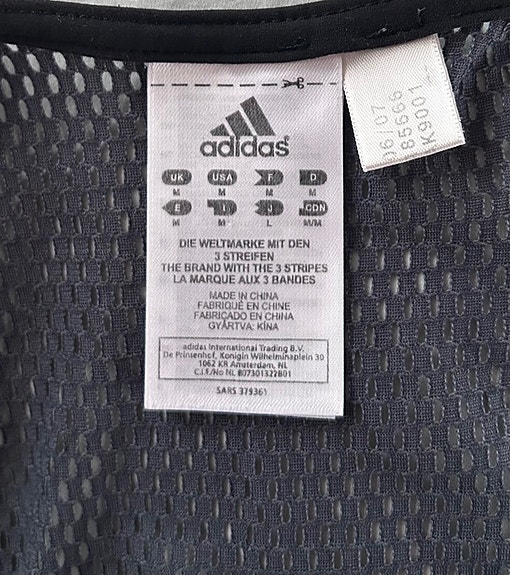 adidas
UK USA F D
M M M M
E I J CDN
M M L M/M
DIE WELTMARKE MIT DEN
3 STREIFEN
THE BRAND WITH THE 3 STRIPES
LA MARQUE AUX 3 BANDES
MADE IN CHINA
FABRIQUÉ EN CHINE
FABRICADO EN CHINA
GYÁRTVA: KÍNA
adidas International Trading B.V.
De Prinsenhof, Konigin Wilhelminaplein 30
1062 KR Amsterdam, NL
C.I.F./No NL 807301322B01
SARS 379361
06/07
85666
K9001